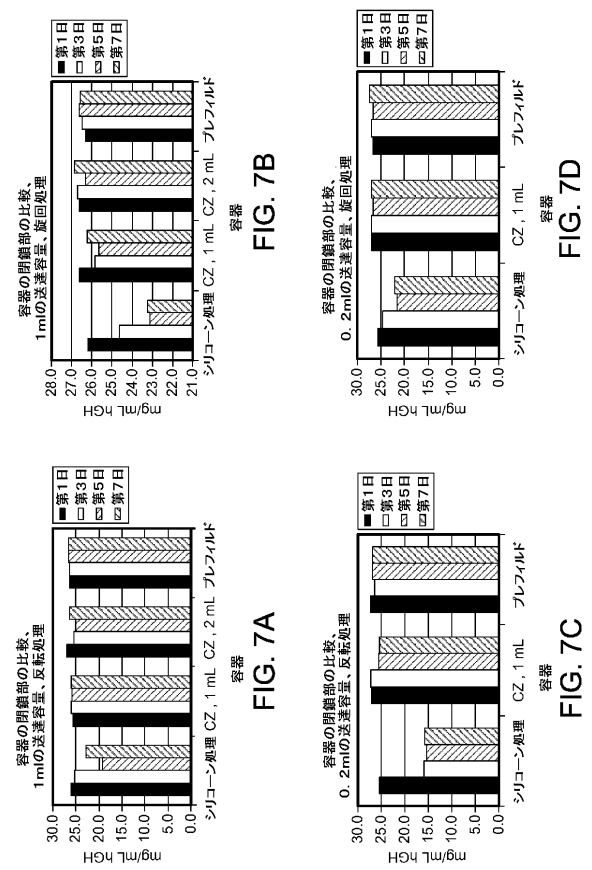 容器の閉鎖部の比較、
1mlの送達容量、反転処理
mg/mL hGH
30.0
25.0
20.0
15.0
10.0
5.0
0.0
シリコーン処理
CZ , 1 mL
CZ , 2 mL
プレフィルド
容器
第1日
第3日
第5日
第7日
FIG. 7A
容器の閉鎖部の比較、
1mlの送達容量、旋回処理
mg/mL hGH
28.0
27.0
26.0
25.0
24.0
23.0
22.0
21.0
シリコーン処理
CZ , 1 mL
CZ , 2 mL
プレフィルド
容器
第1日
第3日
第5日
第7日
FIG. 7B
容器の閉鎖部の比較、
0. 2mlの送達容量、反転処理
mg/mL hGH
30.0
25.0
20.0
15.0
10.0
5.0
0.0
シリコーン処理
CZ , 1 mL
プレフィルド
容器
第1日
第3日
第5日
第7日
FIG. 7C
容器の閉鎖部の比較、
0. 2mlの送達容量、旋回処理
mg/mL hGH
30.0
25.0
20.0
15.0
10.0
5.0
0.0
シリコーン処理
CZ , 1 mL
プレフィルド
容器
第1日
第3日
第5日
第7日
FIG. 7D